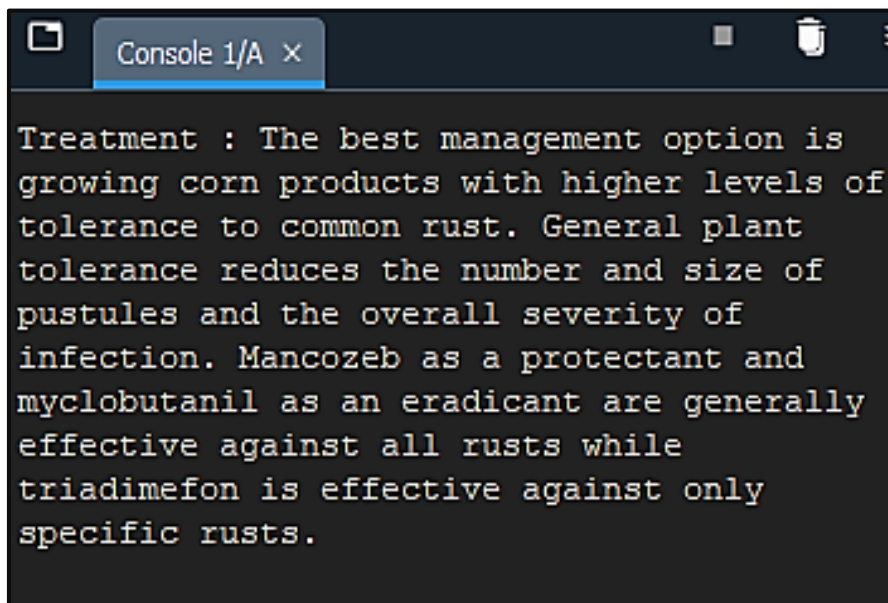 Console 1/A ×
Treatment : The best management option is
growing corn products with higher levels of
tolerance to common rust. General plant
tolerance reduces the number and size of
pustules and the overall severity of
infection. Mancozeb as a protectant and
myclobutanil as an eradicant are generally
effective against all rusts while
triadimefon is effective against only
specific rusts.